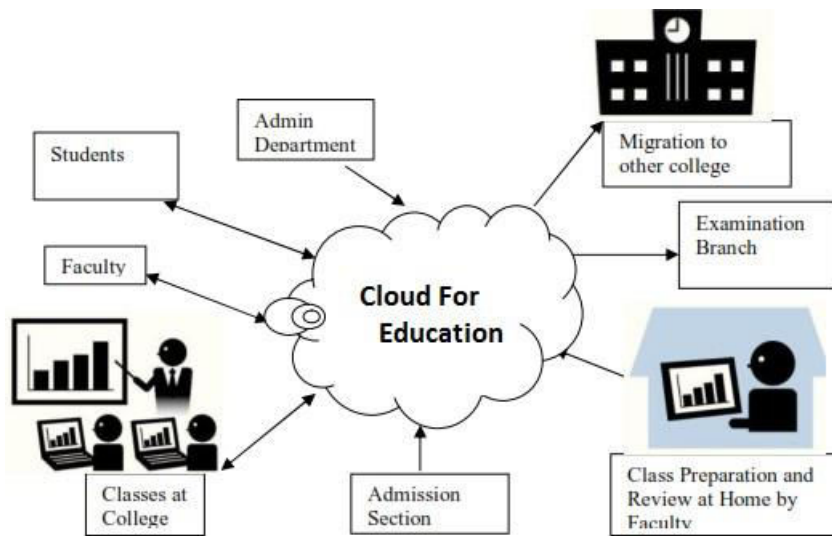 Admin
Department
Students
Migration to
other college
Examination
Branch
Faculty
Cloud For
Education
Classes at
College
Admission
Section
Class Preparation and
Review at Home by
Faculty